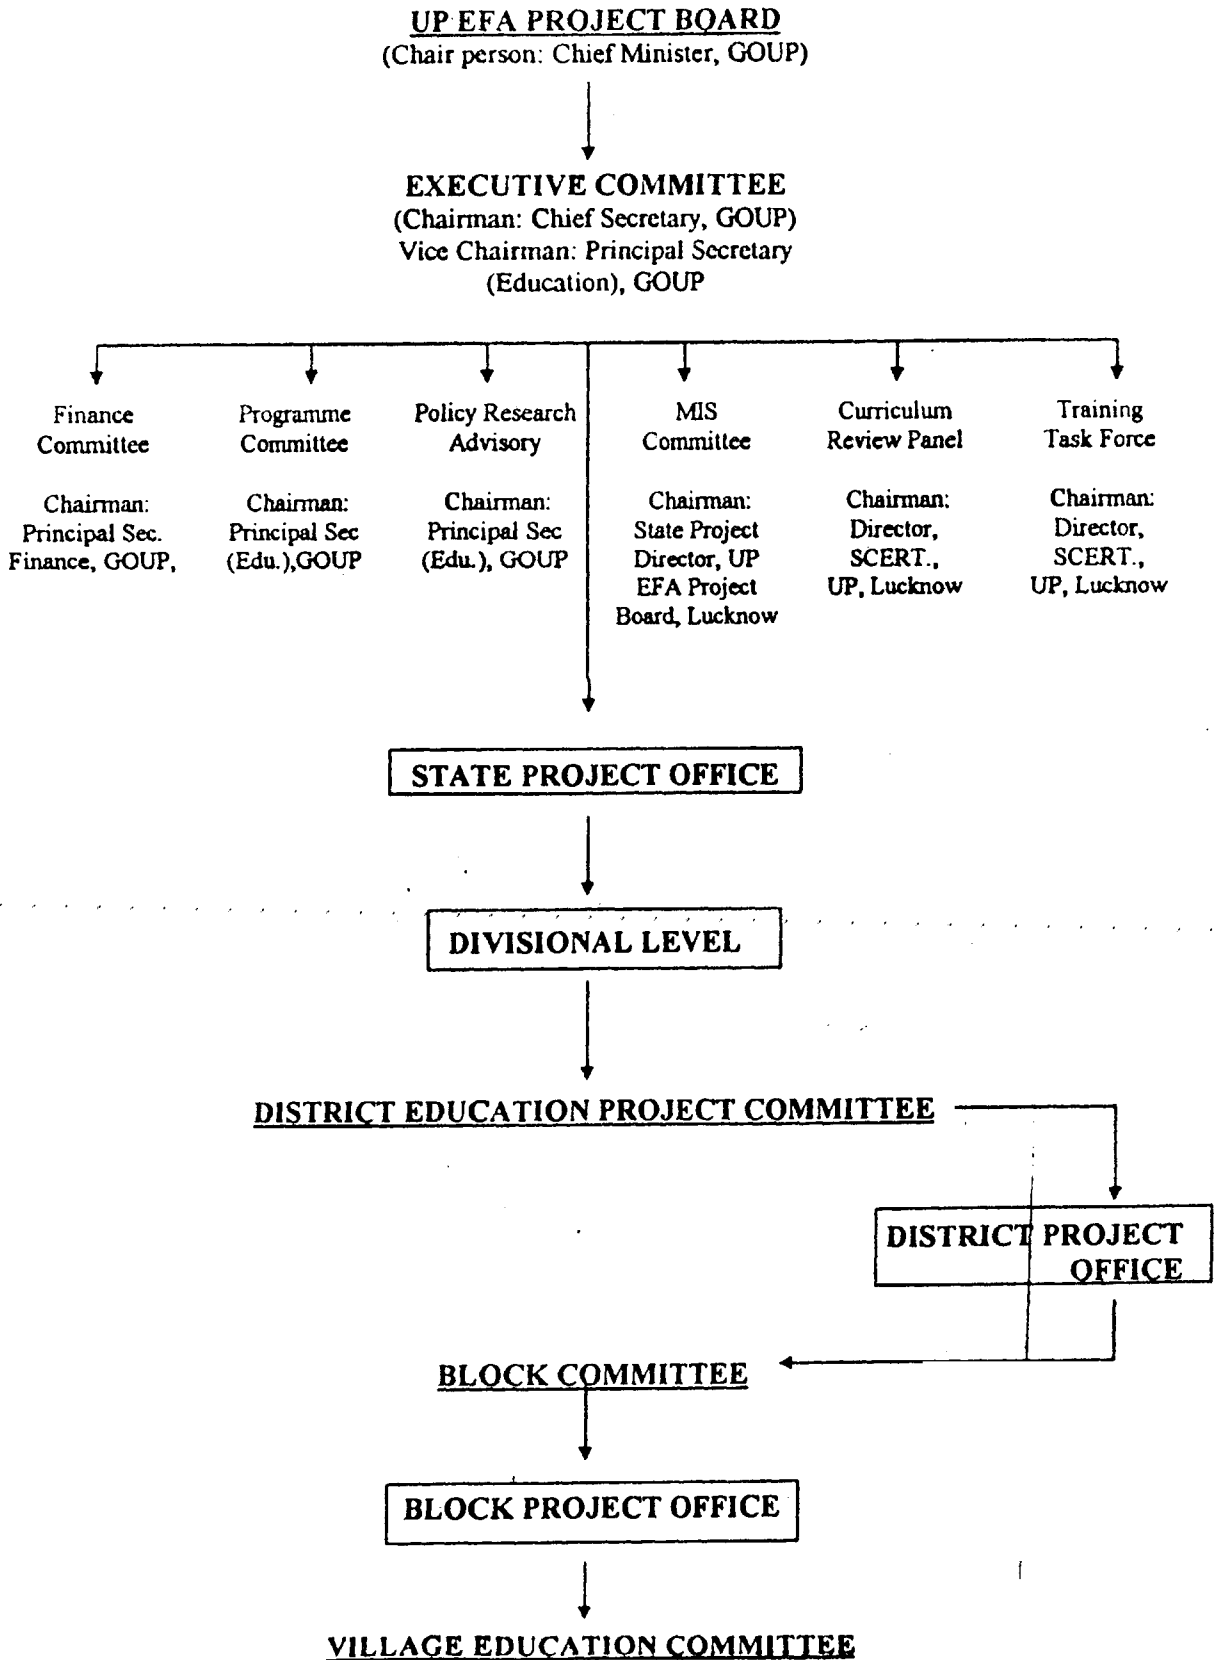 UP EFA PROJECT BOARD
(Chair person: Chief Minister, GOUP)
EXECUTIVE COMMITTEE
(Chairman: Chief Secretary, GOUP)
Vice Chairman: Principal Secretary
(Education), GOUP
Finance
Committee
Chairman:
Principal Sec.
Finance, GOUP,
Programme
Committee
Chairman:
Principal Sec
(Edu.),GOUP
Policy Research
Advisory
Chairman:
Principal Sec
(Edu.), GOUP
MIS
Committee
Chairman:
State Project
Director, UP
EFA Project
Board, Lucknow
Curriculum
Review Panel
Chairman:
Director,
SCERT.,
UP, Lucknow
Training
Task Force
Chairman:
Director,
SCERT.,
UP, Lucknow
STATE PROJECT OFFICE
DIVISIONAL LEVEL
DISTRICT EDUCATION PROJECT COMMITTEE
DISTRICT PROJECT
OFFICE
BLOCK COMMITTEE
BLOCK PROJECT OFFICE
VILLAGE EDUCATION COMMITTEE